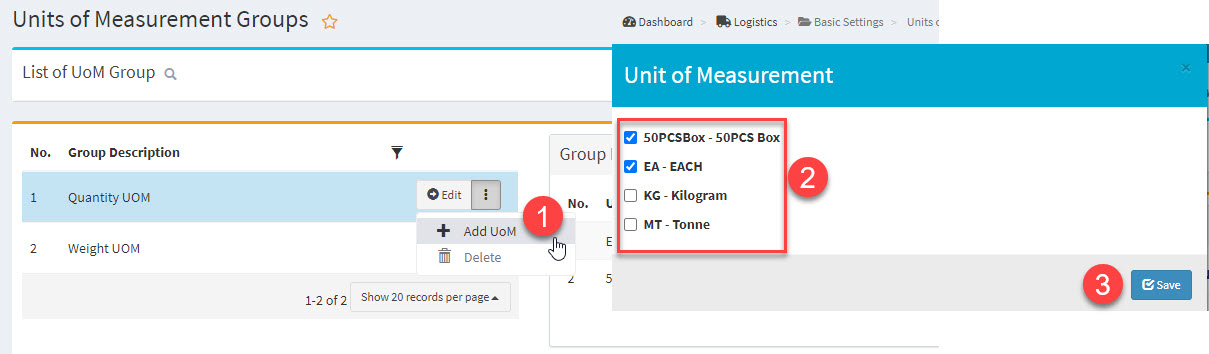 Units of Measurement Groups
Dashboard > Logistics > Basic Settings > Units o
List of UoM Group
No. Group Description
1 Quantity UOM Edit
Add UoM
Delete
2 Weight UOM
1-2 of 2 Show 20 records per page
Group
No. U
E
2 5
1
Unit of Measurement
×
50PCSBox - 50PCS Box
EA - EACH
KG - Kilogram
MT - Tonne
2
3
Save